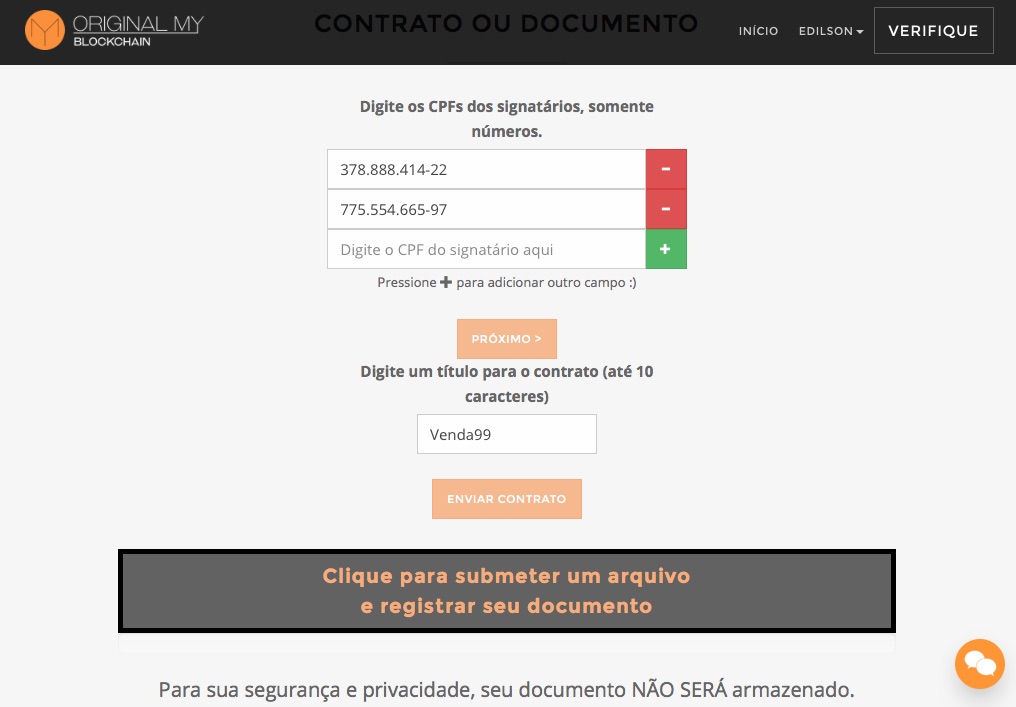 ORIGINAL MY
BLOCKCHAIN
CONTRATO OU DOCUMENTO
INÍCIO
EDILSON
VERIFIQUE
Digite os CPFs dos signatários, somente
números.
378.888.414-22
-
775.554.665-97
-
Digite o CPF do signatário aqui
+
Pressione + para adicionar outro campo :)
PRÓXIMO >
Digite um título para o contrato (até 10
caracteres)
Venda99
ENVIAR CONTRATO
Clique para submeter um arquivo
e registrar seu documento
Para sua segurança e privacidade, seu documento NÃO SERÁ armazenado.